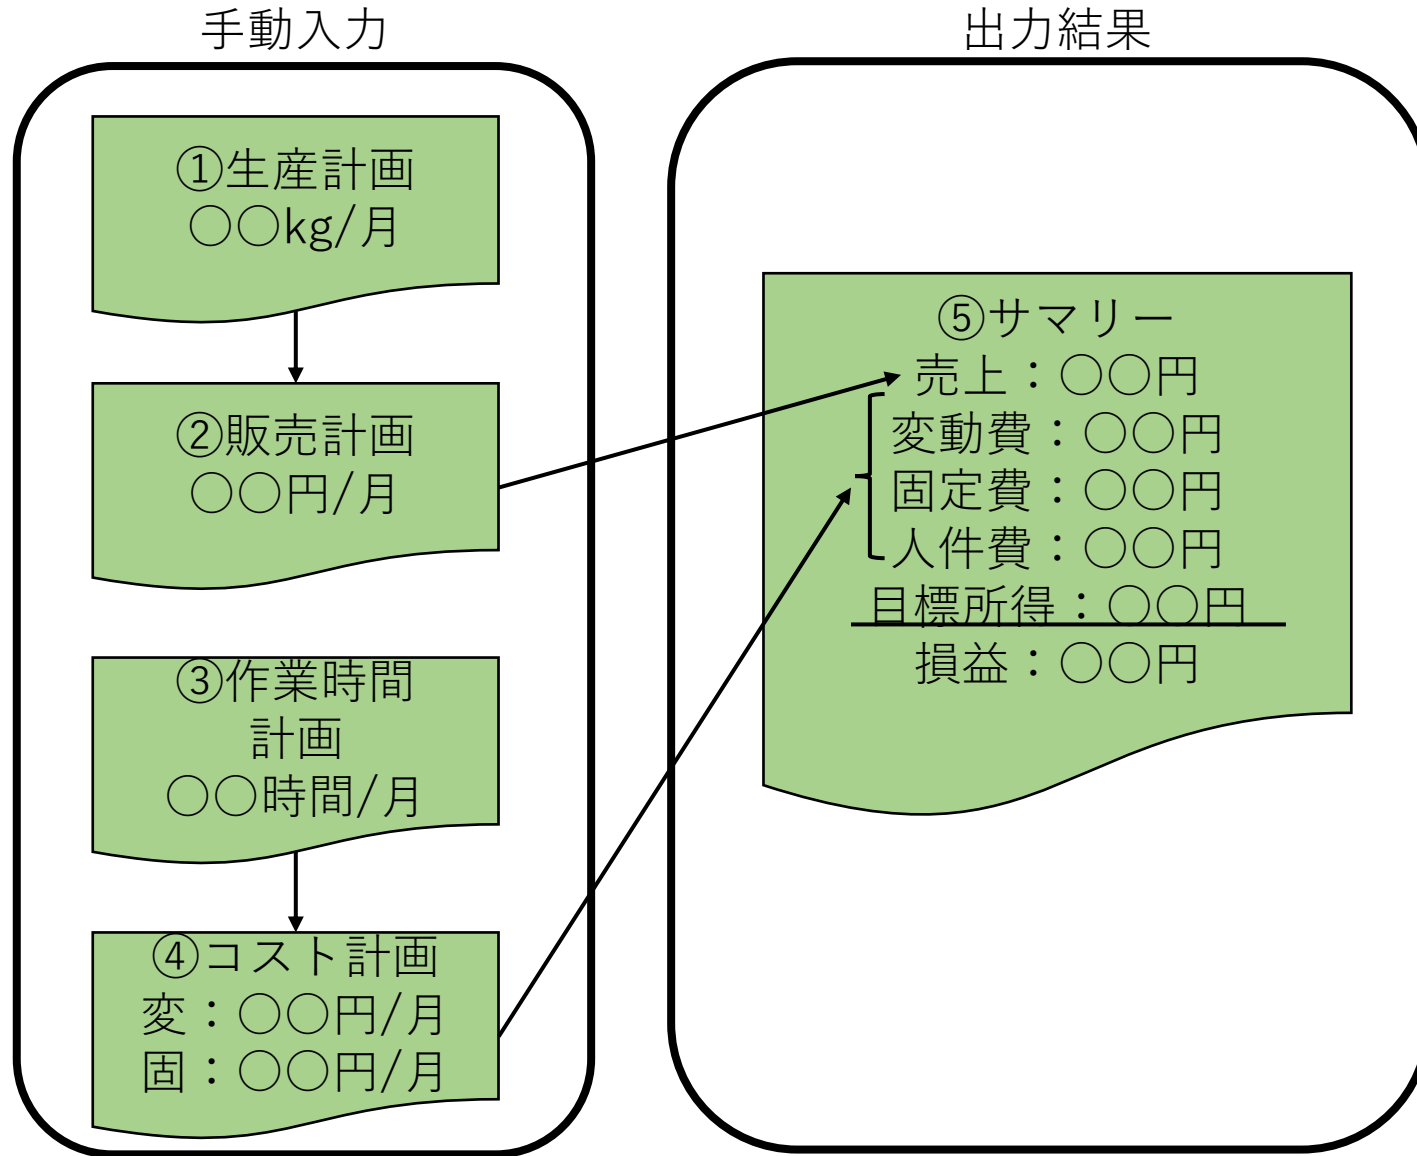 手動入力
①生産計画
○○kg/月
②販売計画
○○円/月
③作業時間
計画
○○時間/月
④コスト計画
変：○○円/月
固：○○円/月
出力結果
⑤サマリー
売上：○○円
変動費：○○円
固定費：○○円
人件費：○○円
目標所得：○○円
損益：○○円